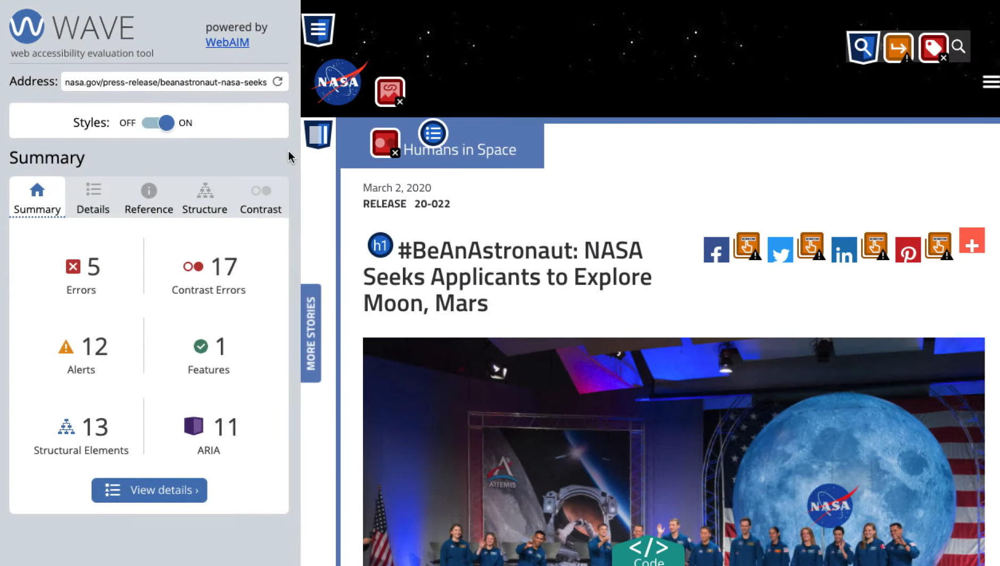 WAVE
powered by
WebAIM
web accessibility evaluation tool
Address: nasa.gov/press-release/beanastronaut-nasa-seeks
Styles: OFF ON
Summary
Summary Details Reference Structure Contrast
5
Errors
17
Contrast Errors
12
Alerts
1
Features
13
Structural Elements
11
ARIA
View details ›
NASA
Humans in Space
March 2, 2020
RELEASE 20-022
h1 #BeAnAstronaut: NASA
Seeks Applicants to Explore
Moon, Mars
MORE STORIES
ARTEMIS
NASA
</>
Code